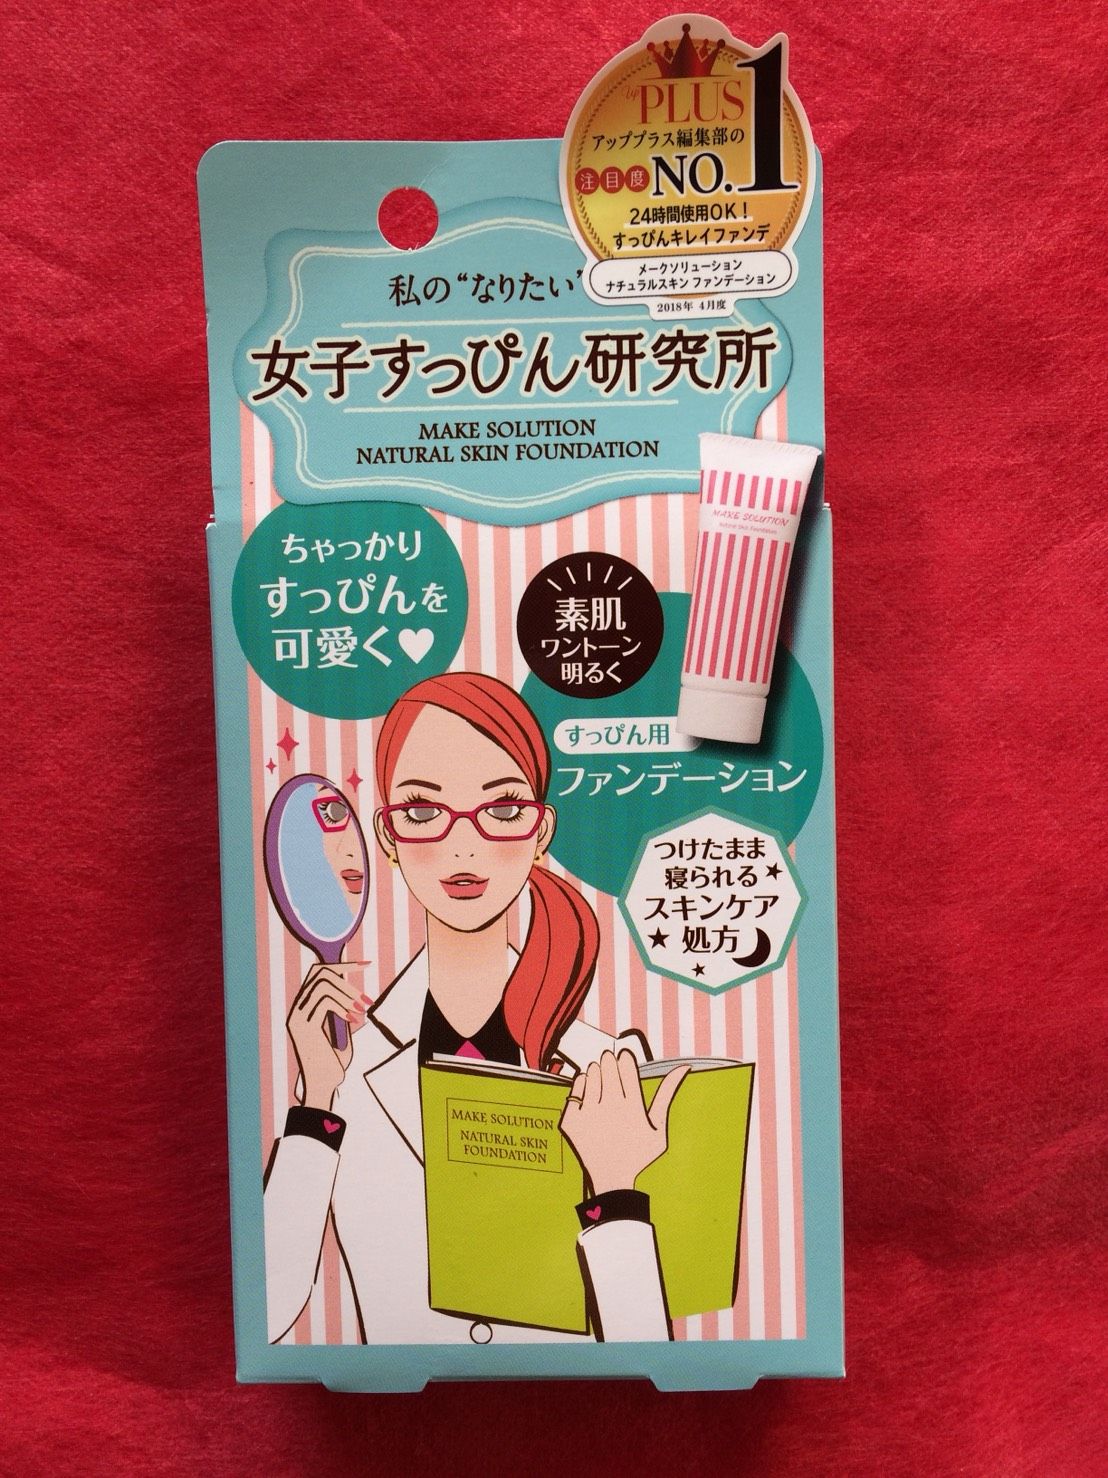 up PLUS
アッププラス編集部の
注目度 NO.1
24時間使用OK!
すっぴんキレイファンデ
メークソリューション
ナチュラルスキン ファンデーション
2018年 4月度
私の“なりたい”
女子すっぴん研究所
MAKE SOLUTION
NATURAL SKIN FOUNDATION
MAKE SOLUTION
Natural Skin Foundation
ちゃっかり
すっぴんを
可愛く♥
素肌
ワントーン
明るく
すっぴん用
ファンデーション
つけたまま
寝られる
スキンケア
処方
MAKE SOLUTION
NATURAL SKIN
FOUNDATION